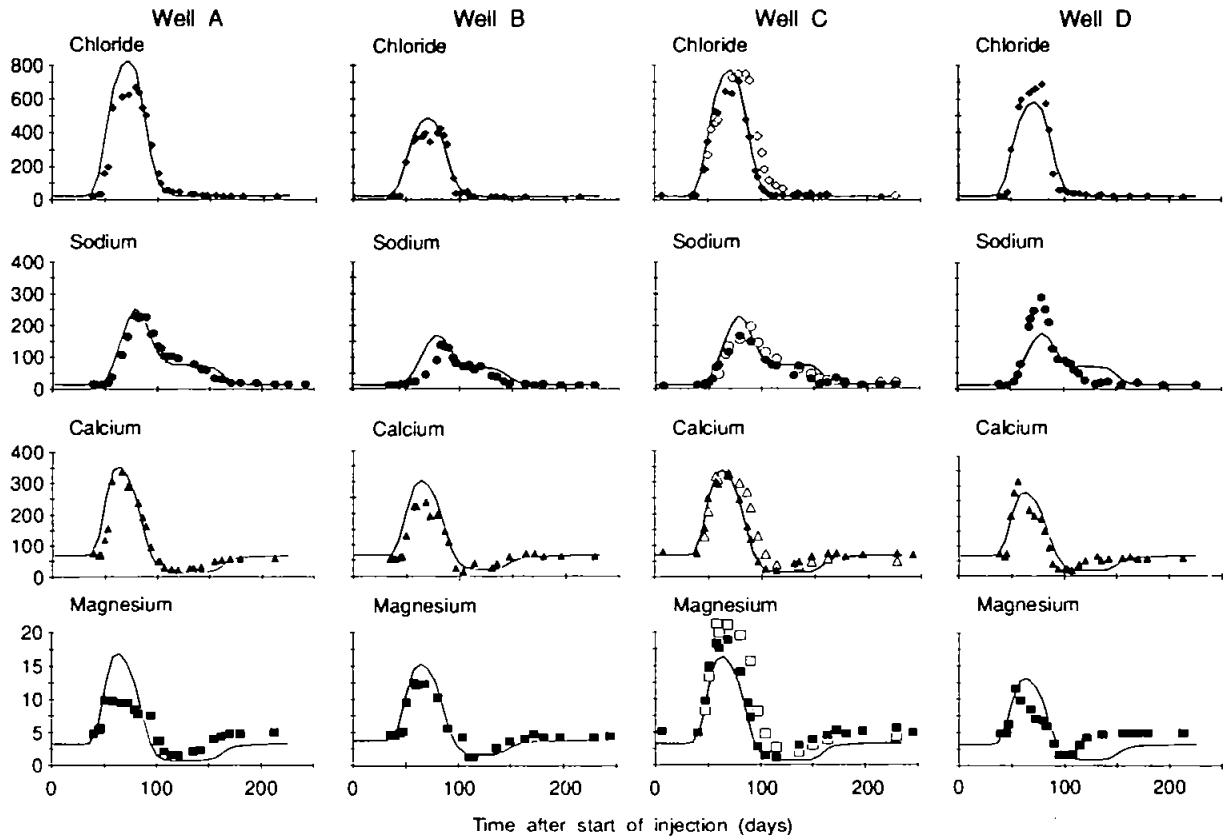 Well A Well B Well C Well D
Chloride Chloride Chloride Chloride
800
600
400
200
0
Sodium Sodium Sodium Sodium
400
300
200
100
0
Calcium Calcium Calcium Calcium
400
300
200
100
0
Magnesium Magnesium Magnesium Magnesium
20
15
10
5
0
0 100 200 0 100 200 0 100 200 0 100 200
Time after start of injection (days)